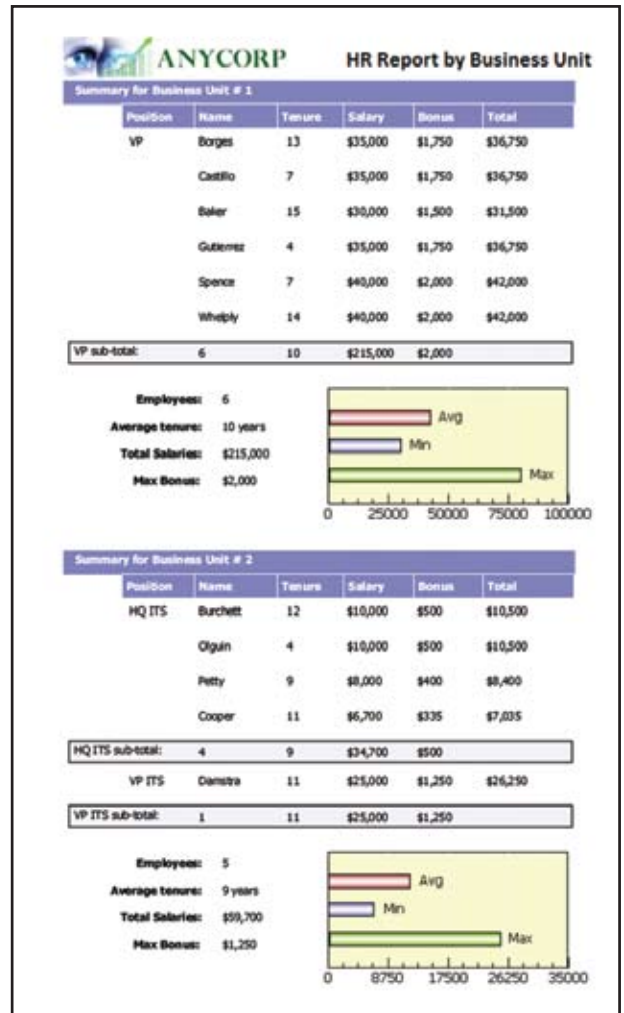 ANYCORP HR Report by Business Unit
Summary for Business Unit # 1
Position Name Tenure Salary Bonus Total
VP Borges 13 $35,000 $1,750 $36,750
Castillo 7 $35,000 $1,750 $36,750
Baker 15 $30,000 $1,500 $31,500
Gutierrez 4 $35,000 $1,750 $36,750
Spence 7 $40,000 $2,000 $42,000
Whelply 14 $40,000 $2,000 $42,000
VP sub-total: 6 10 $215,000 $2,000
Employees: 6
Average tenure: 10 years
Total Salaries: $215,000
Max Bonus: $2,000
Avg
Min
Max
0 25000 50000 75000 100000
Summary for Business Unit # 2
Position Name Tenure Salary Bonus Total
HQ ITS Burchett 12 $10,000 $500 $10,500
Olguin 4 $10,000 $500 $10,500
Petty 9 $8,000 $400 $8,400
Cooper 11 $6,700 $335 $7,035
HQ ITS sub-total: 4 9 $34,700 $500
VP ITS Damstra 11 $25,000 $1,250 $26,250
VP ITS sub-total: 1 11 $25,000 $1,250
Employees: 5
Average tenure: 9 years
Total Salaries: $59,700
Max Bonus: $1,250
Avg
Min
Max
0 8750 17500 26250 35000